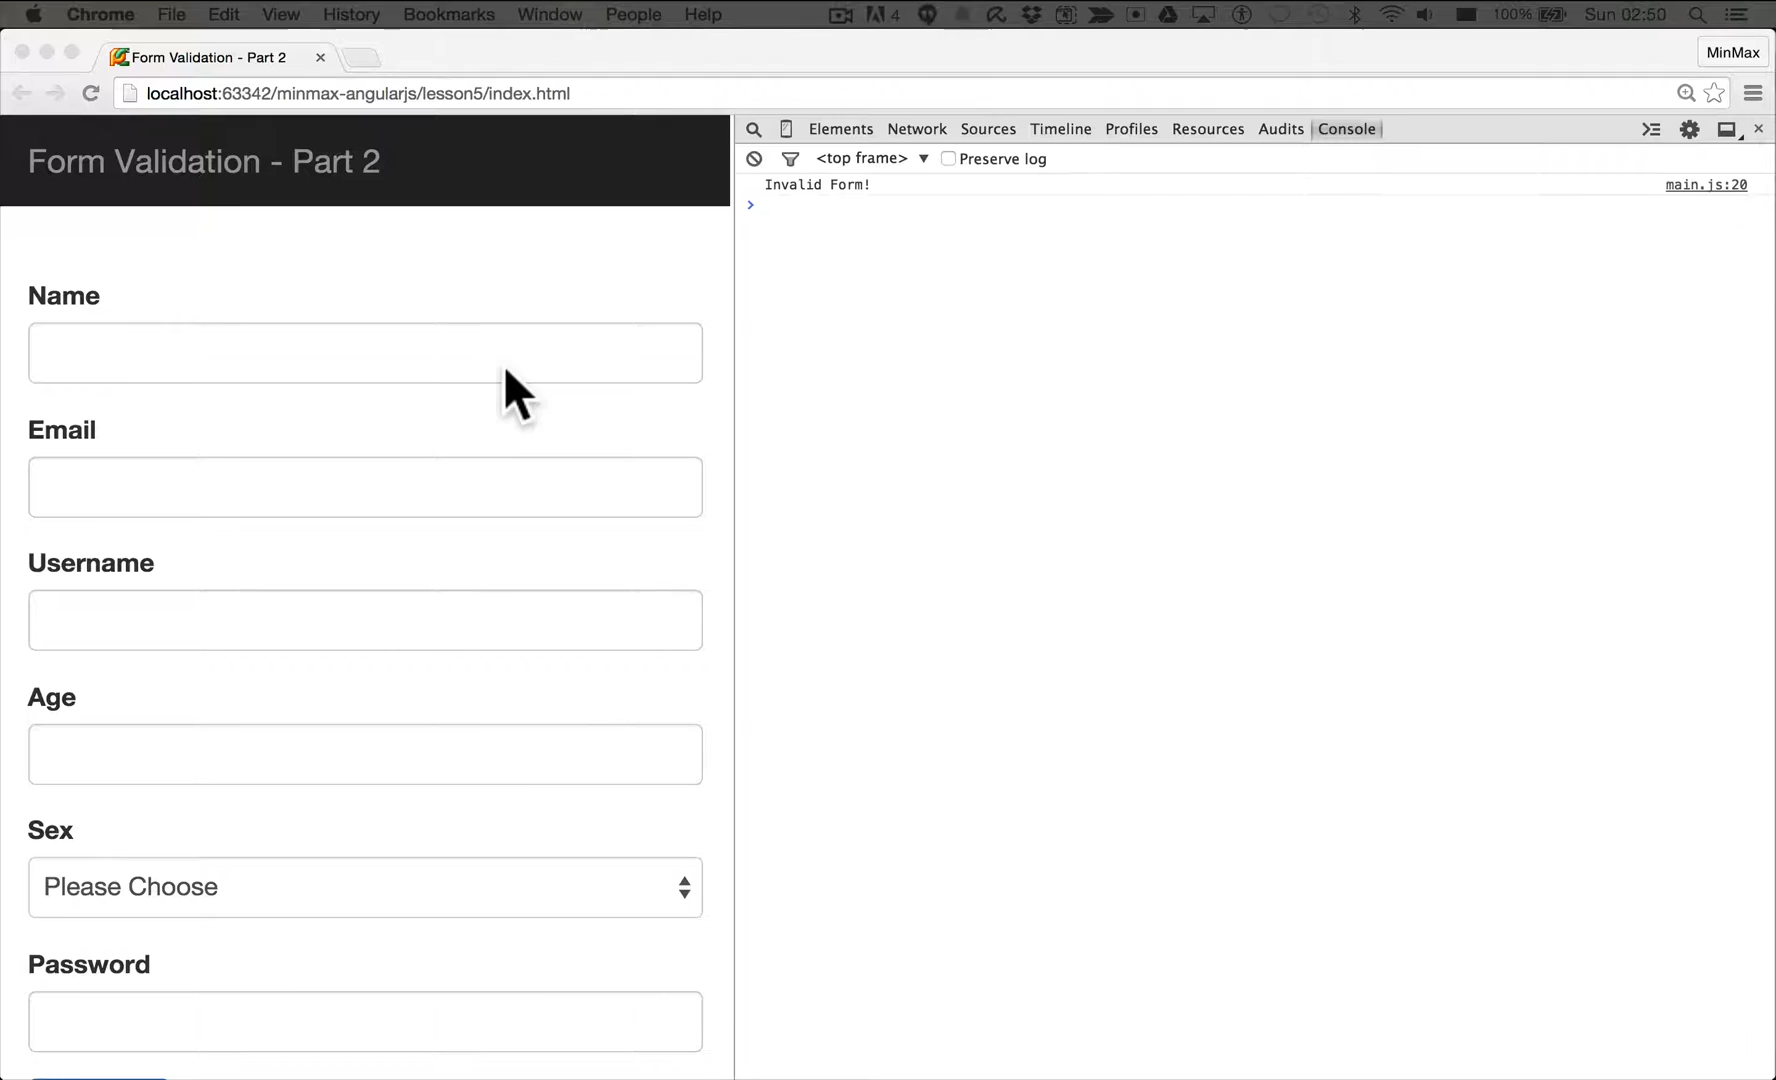 Chrome File Edit View History Bookmarks Window People Help 4 100% Sun 02:50
Form Validation - Part 2 MinMax
localhost:63342/minmax-angularjs/lesson5/index.html
Form Validation - Part 2
Elements Network Sources Timeline Profiles Resources Audits Console
<top frame> Preserve log
Invalid Form! main.js:20
Name
Email
Username
Age
Sex
Please Choose
Password